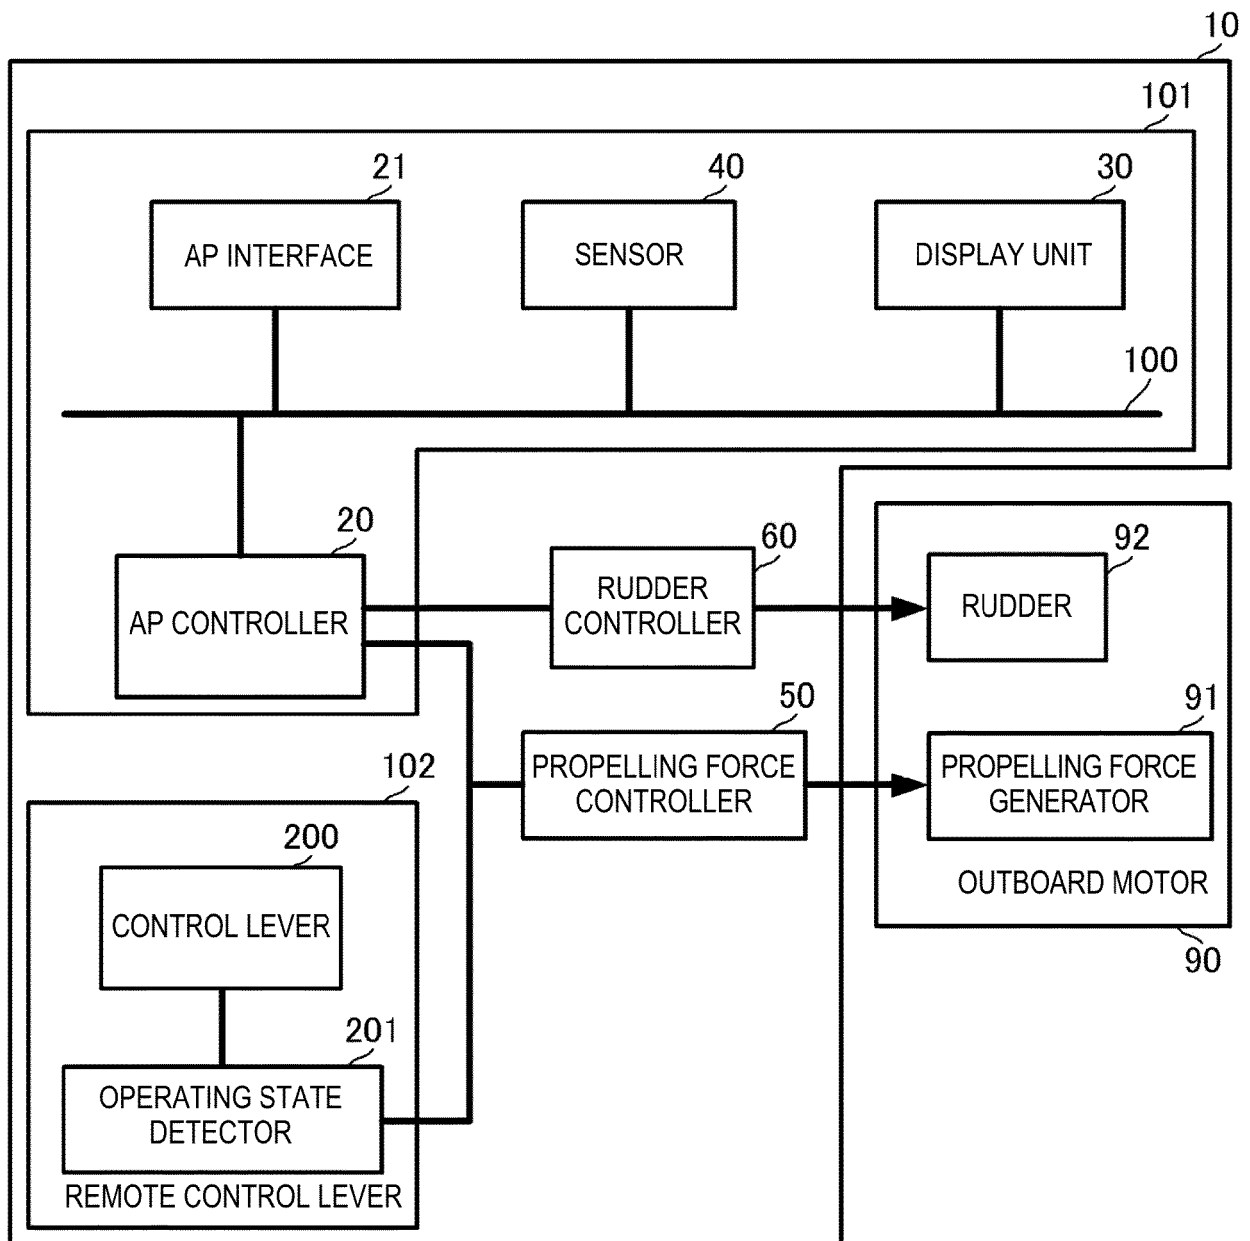 10
101
21
40
30
AP INTERFACE
SENSOR
DISPLAY UNIT
100
20
60
92
AP CONTROLLER
RUDDER
CONTROLLER
RUDDER
50
91
PROPELLING FORCE
CONTROLLER
PROPELLING FORCE
GENERATOR
OUTBOARD MOTOR
90
102
200
CONTROL LEVER
201
OPERATING STATE
DETECTOR
REMOTE CONTROL LEVER